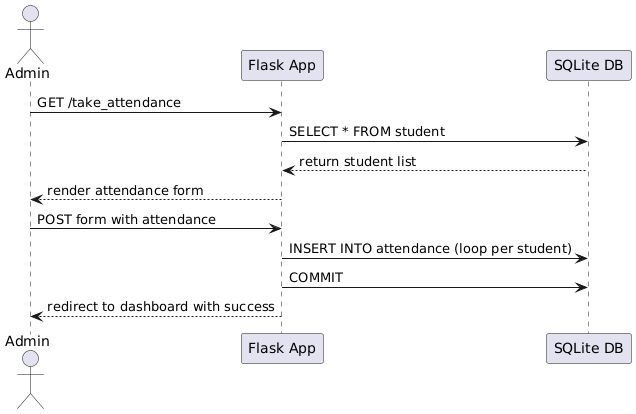 Admin
Flask App
SQLite DB
GET /take_attendance
SELECT * FROM student
return student list
render attendance form
POST form with attendance
INSERT INTO attendance (loop per student)
COMMIT
redirect to dashboard with success
Admin
Flask App
SQLite DB